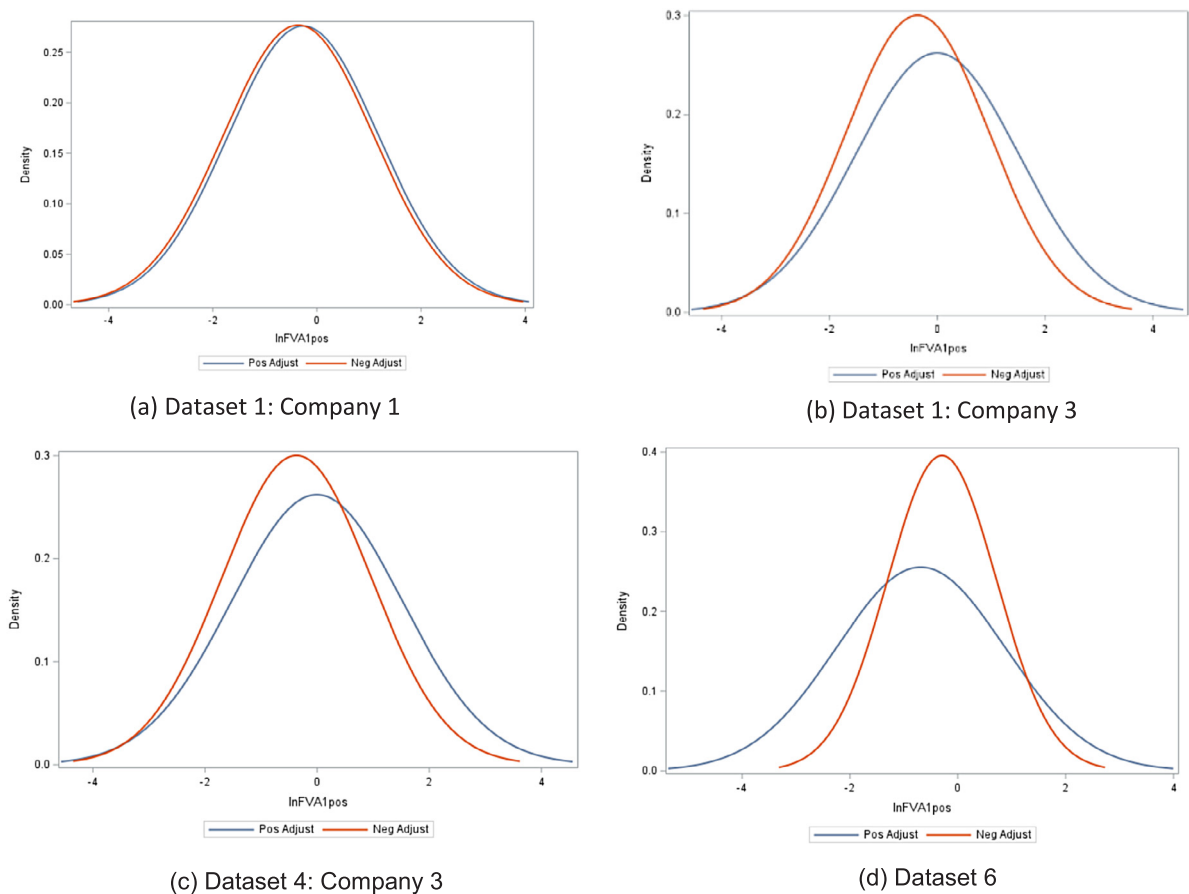 0.25
0.20
0.15
0.10
0.05
0.00
Density
-4 -2 0 2 4
lnFVA1pos
Pos Adjust Neg Adjust
(a) Dataset 1: Company 1
0.3
0.2
0.1
0.0
Density
-4 -2 0 2 4
lnFVA1pos
Pos Adjust Neg Adjust
(b) Dataset 1: Company 3
0.3
0.2
0.1
0.0
Density
-4 -2 0 2 4
lnFVA1pos
Pos Adjust Neg Adjust
(c) Dataset 4: Company 3
0.4
0.3
0.2
0.1
0.0
Density
-4 -2 0 2 4
lnFVA1pos
Pos Adjust Neg Adjust
(d) Dataset 6